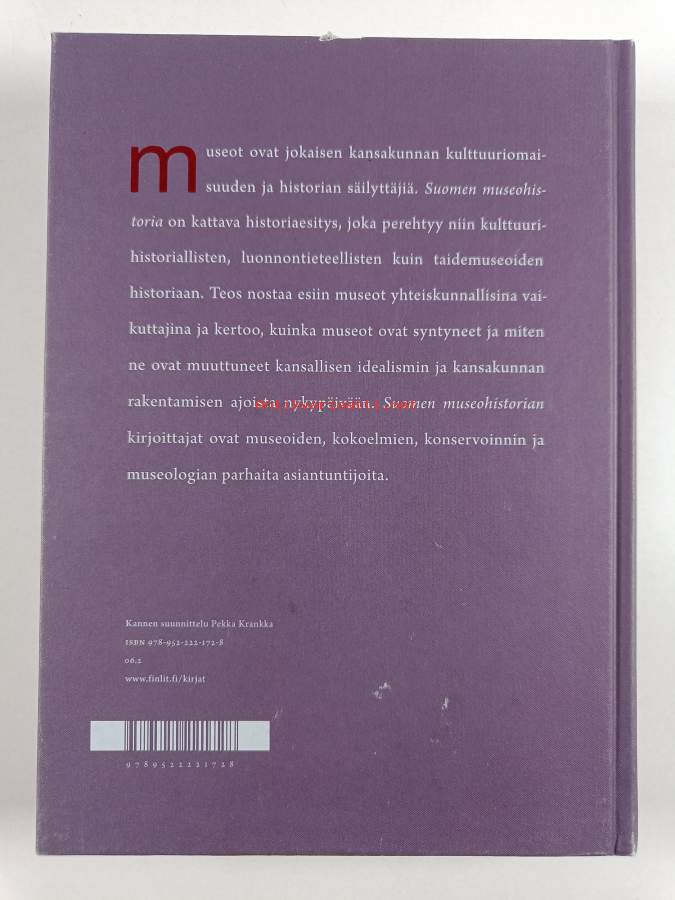 museot ovat jokaisen kansakunnan kulttuuriomai-
suuden ja historian säilyttäjiä. Suomen museohis-
toria on kattava historiaesitys, joka perehtyy niin kulttuuri-
historiallisten, luonnontieteellisten kuin taidemuseoiden
historiaan. Teos nostaa esiin museot yhteiskunnallisina vai-
kuttajina ja kertoo, kuinka museot ovat syntyneet ja miten
ne ovat muuttuneet kansallisen idealismin ja kansakunnan
rakentamisen ajoista nykypäivään. Suomen museohistorian
kirjoittajat ovat museoiden, kokoelmien, konservoinnin ja
museologian parhaita asiantuntijoita.
Kannen suunnittelu Pekka Krankka
ISBN 978-952-222-172-8
06.2
www.finlit.fi/kirjat
9789522221728